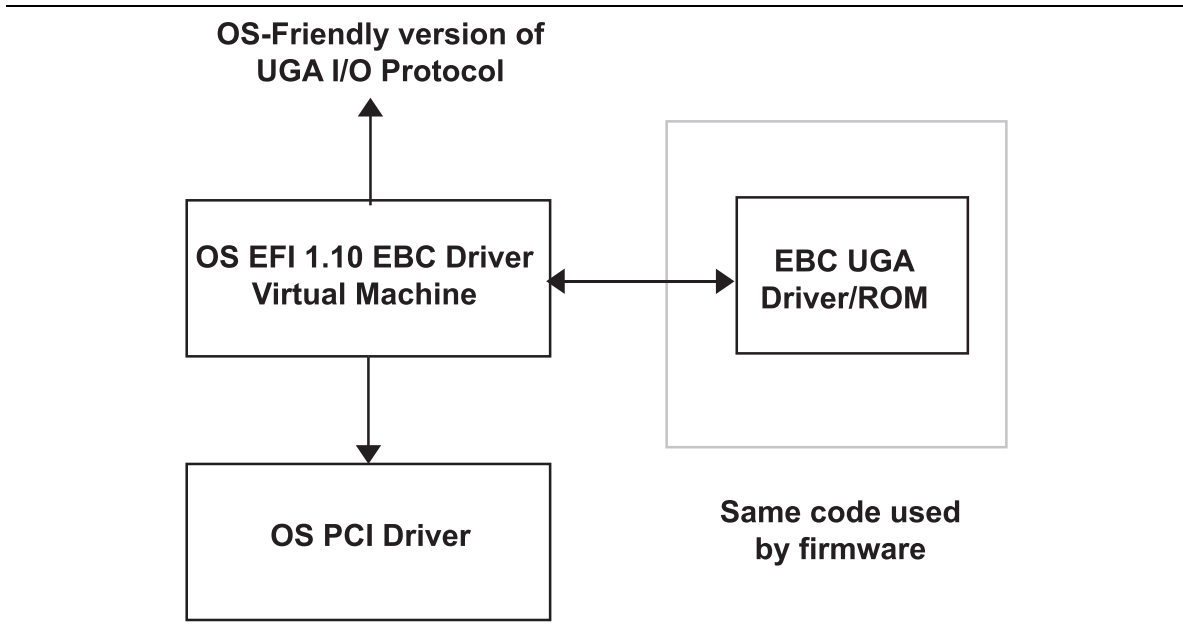 OS-Friendly version of
UGA I/O Protocol
OS EFI 1.10 EBC Driver
Virtual Machine
EBC UGA
Driver/ROM
OS PCI Driver
Same code used
by firmware